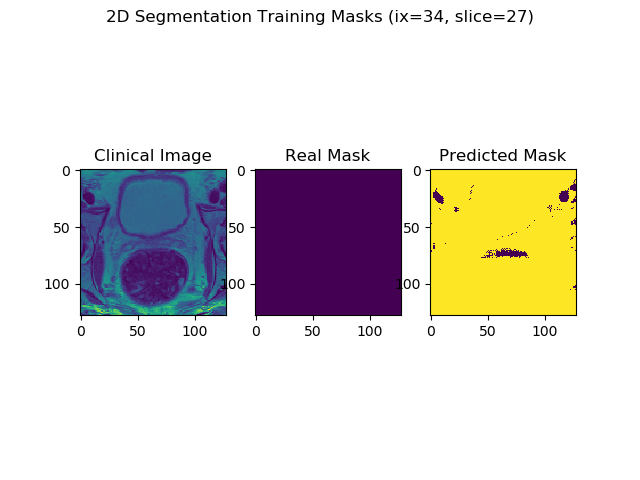 2D Segmentation Training Masks (ix=34, slice=27)
Clinical Image Real Mask Predicted Mask
0 0 0
50 50 50
100 100 100
0 50 100 0 50 100 0 50 100